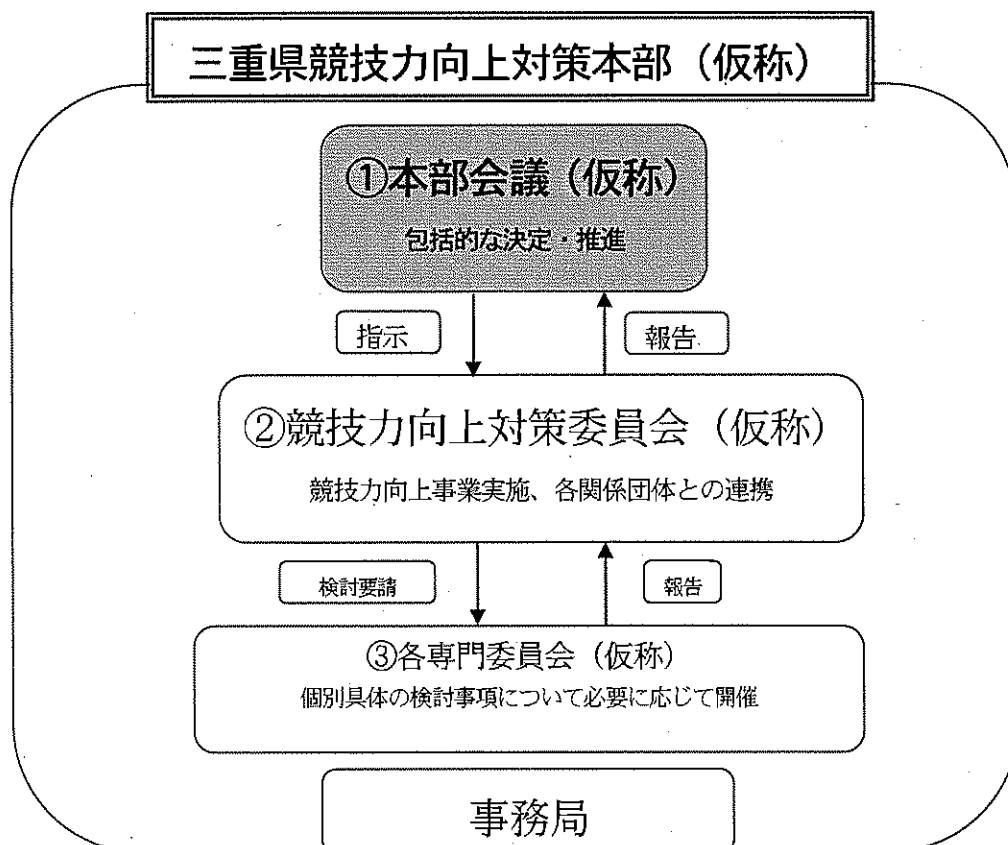 三重県競技力向上対策本部（仮称）
①本部会議（仮称）
包括的な決定・推進
指示
報告
②競技力向上対策委員会（仮称）
競技力向上事業実施、各関係団体との連携
検討要請
報告
③各専門委員会（仮称）
個別具体の検討事項について必要に応じて開催
事務局